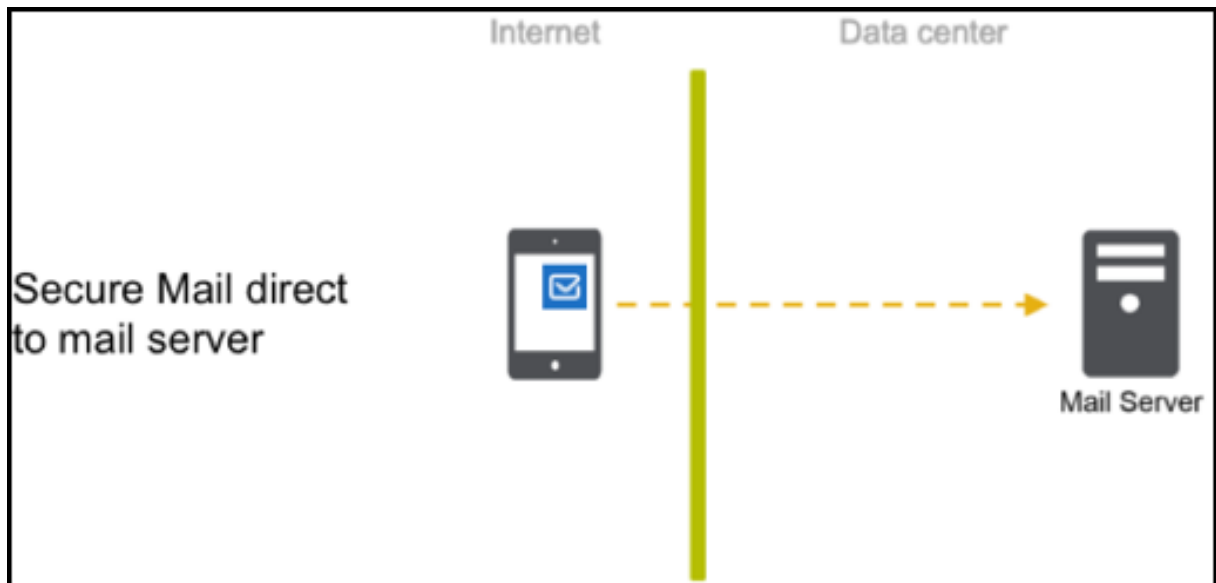 Internet
Data center
Secure Mail direct
to mail server
Mail Server